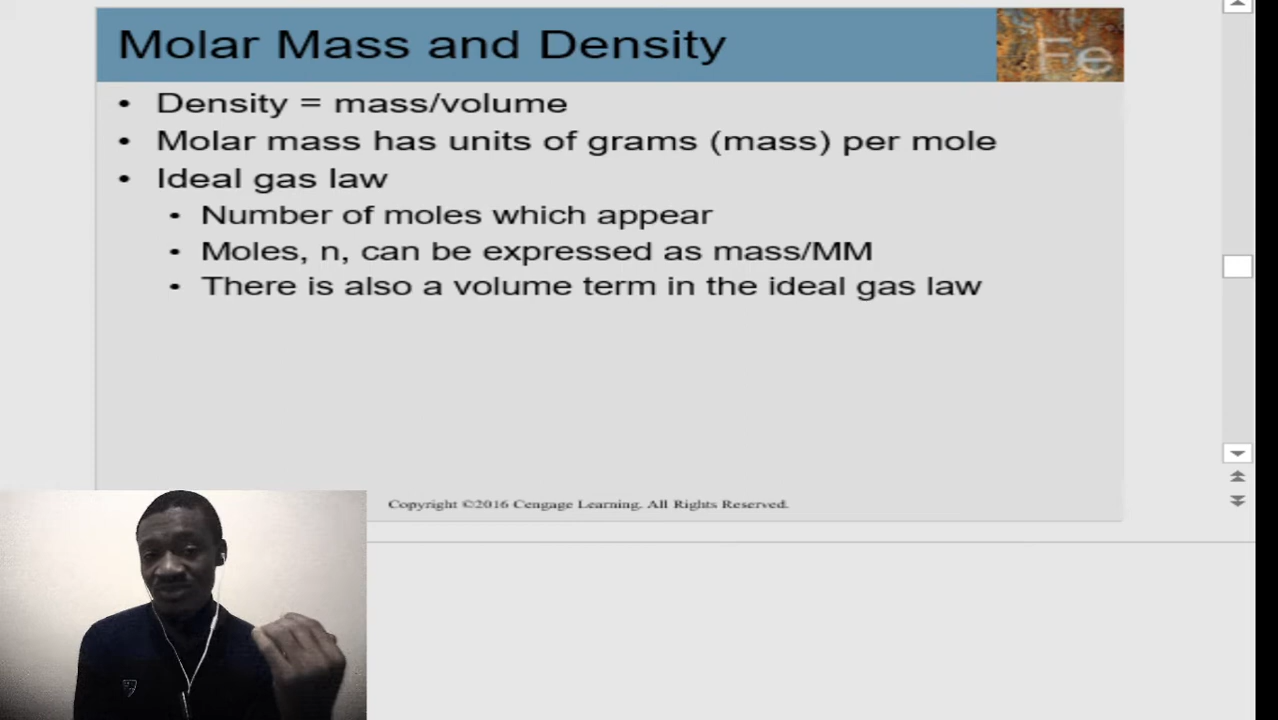 Molar Mass and Density
Fe
• Density = mass/volume
• Molar mass has units of grams (mass) per mole
• Ideal gas law
• Number of moles which appear
• Moles, n, can be expressed as mass/MM
• There is also a volume term in the ideal gas law
Copyright ©2016 Cengage Learning. All Rights Reserved.